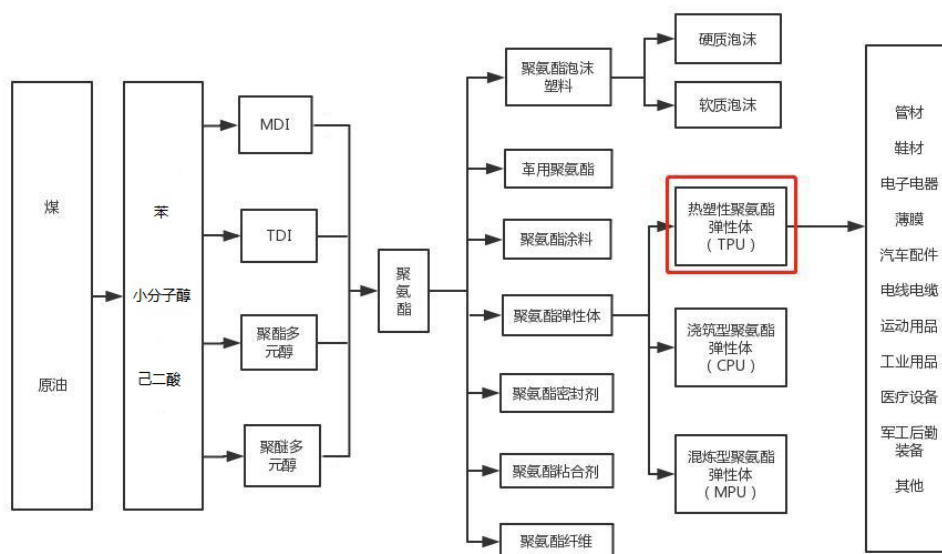 煤
原油
苯
小分子醇
己二酸
MDI
TDI
聚酯多
元醇
聚醚多
元醇
聚
氨
酯
聚氨酯泡沫
塑料
革用聚氨酯
聚氨酯涂料
聚氨酯弹性体
聚氨酯密封剂
聚氨酯粘合剂
聚氨酯纤维
硬质泡沫
软质泡沫
热塑性聚氨酯
弹性体
（TPU）
浇筑型聚氨酯
弹性体
（CPU）
混炼型聚氨酯
弹性体
（MPU）
管材
鞋材
电子电器
薄膜
汽车配件
电线电缆
运动用品
工业用品
医疗设备
军工后勤
装备
其他